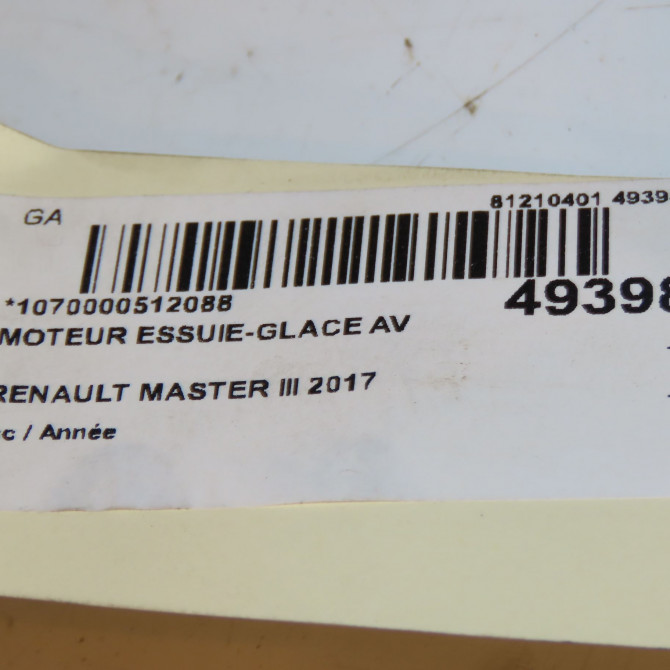 GA
81210401 4939
*1070000512088
49398
MOTEUR ESSUIE-GLACE AV
RENAULT MASTER III 2017
c / Année